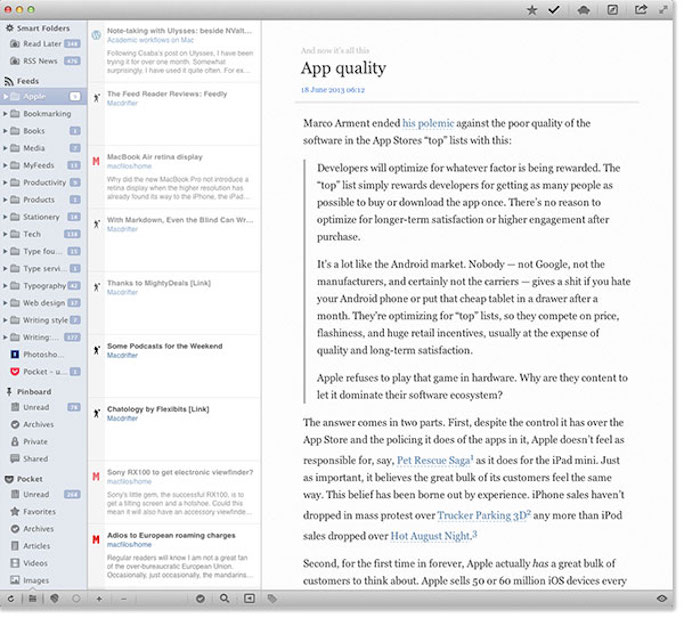 Smart Folders
Read Later 248
RSS News 476
Feeds
Apple
Bookmarking
Books 1
Media 7
MyFeeds 13
Productivity 9
Products 1
Stationery 16
Tech 116
Type fou...
Type servi...
Typography 42
Web design 17
Writing style 7
Writing:... 177
Photosho...
Pocket - u...
Pinboard
Unread 76
Archives
Private
Shared
Pocket
Unread 264
Favorites
Archives
Articles
Videos
Images
Note-taking with Ulysses: beside NValt...
Academic workflows on Mac
Following Csaba's post on Ulysses, I have been
trying it for over one month. Somewhat
surprisingly, I have used it quite often. For ex...
The Feed Reader Reviews: Feedly
Macdrifter
MacBook Air retina display
macfilos/home
Why did the new MacBook Pro not introduce a
retina display when the higher resolution has
already found its way to the iPhone, the iPad...
With Markdown, Even the Blind Can Wr...
Macdrifter
Thanks to MightyDeals [Link]
Macdrifter
Some Podcasts for the Weekend
Macdrifter
Chatology by Flexibits [Link]
Macdrifter
Sony RX100 to get electronic viewfinder?
macfilos/home
Sony's little gem, the successful RX100, is to
get a tilting screen and a hotshoe. Could this
mean it will also have an accessory viewfinde...
Adios to European roaming charges
macfilos/home
Regular readers will know I am not a great fan
of the over-bureaucratic European Union.
Occasionally, just occasionally, the mandarins...
And now it's all this
App quality
18 June 2013 06:12
Marco Arment ended his polemic against the poor quality of the
software in the App Stores “top” lists with this:
Developers will optimize for whatever factor is being rewarded. The
“top” list simply rewards developers for getting as many people as
possible to buy or download the app once. There's no reason to
optimize for longer-term satisfaction or higher engagement after
purchase.
It's a lot like the Android market. Nobody — not Google, not the
manufacturers, and certainly not the carriers — gives a shit if you hate
your Android phone or put that cheap tablet in a drawer after a
month. They're optimizing for “top” lists, so they compete on price,
flashiness, and huge retail incentives, usually at the expense of
quality and long-term satisfaction.
Apple refuses to play that game in hardware. Why are they content to
let it dominate their software ecosystem?
The answer comes in two parts. First, despite the control it has over the
App Store and the policing it does of the apps in it, Apple doesn't feel as
responsible for, say, Pet Rescue Saga1 as it does for the iPad mini. Just
as important, it believes the great bulk of its customers feel the same
way. This belief has been borne out by experience. iPhone sales haven't
dropped in mass protest over Trucker Parking 3D2 any more than iPod
sales dropped over Hot August Night.3
Second, for the first time in forever, Apple actually has a great bulk of
customers to think about. Apple sells 50 or 60 million iOS devices every